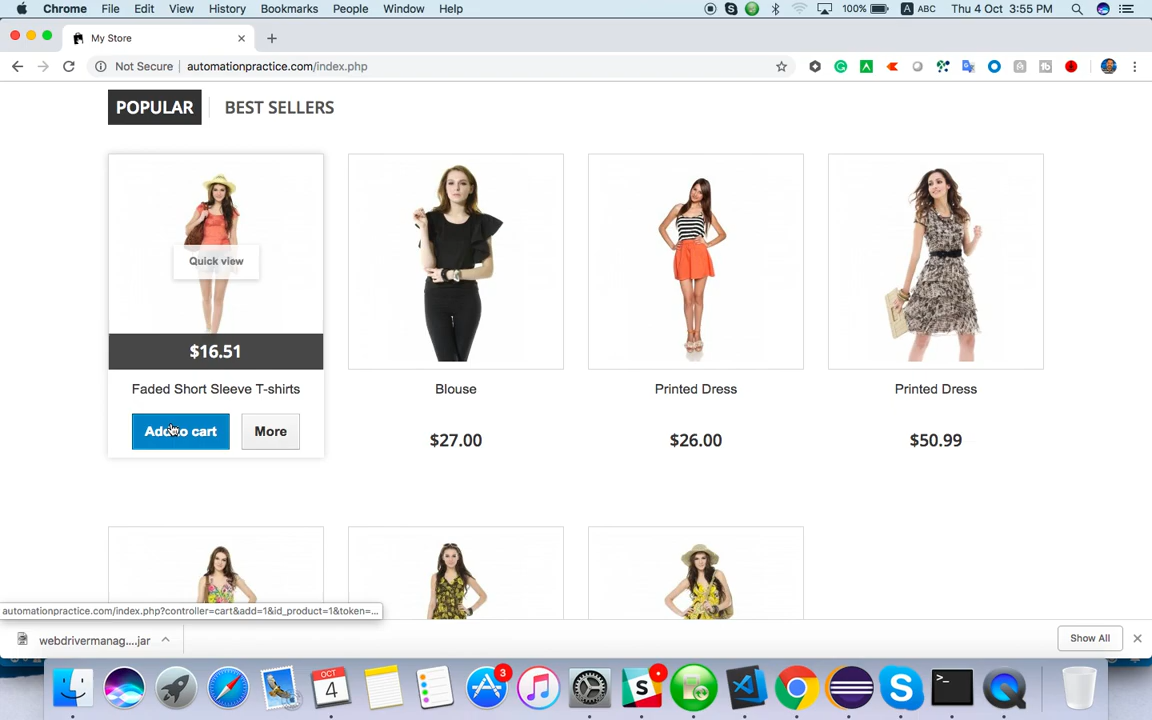 Chrome File Edit View History Bookmarks People Window Help 100% A ABC Thu 4 Oct 3:55 PM
My Store
Not Secure automationpractice.com/index.php
POPULAR BEST SELLERS
Quick view
$16.51
Faded Short Sleeve T-shirts Blouse Printed Dress Printed Dress
Add to cart More $27.00 $26.00 $50.99
automationpractice.com/index.php?controller=cart&add=1&id_product=1&token=...
webdrivermanag....jar Show All
OCT
4
3